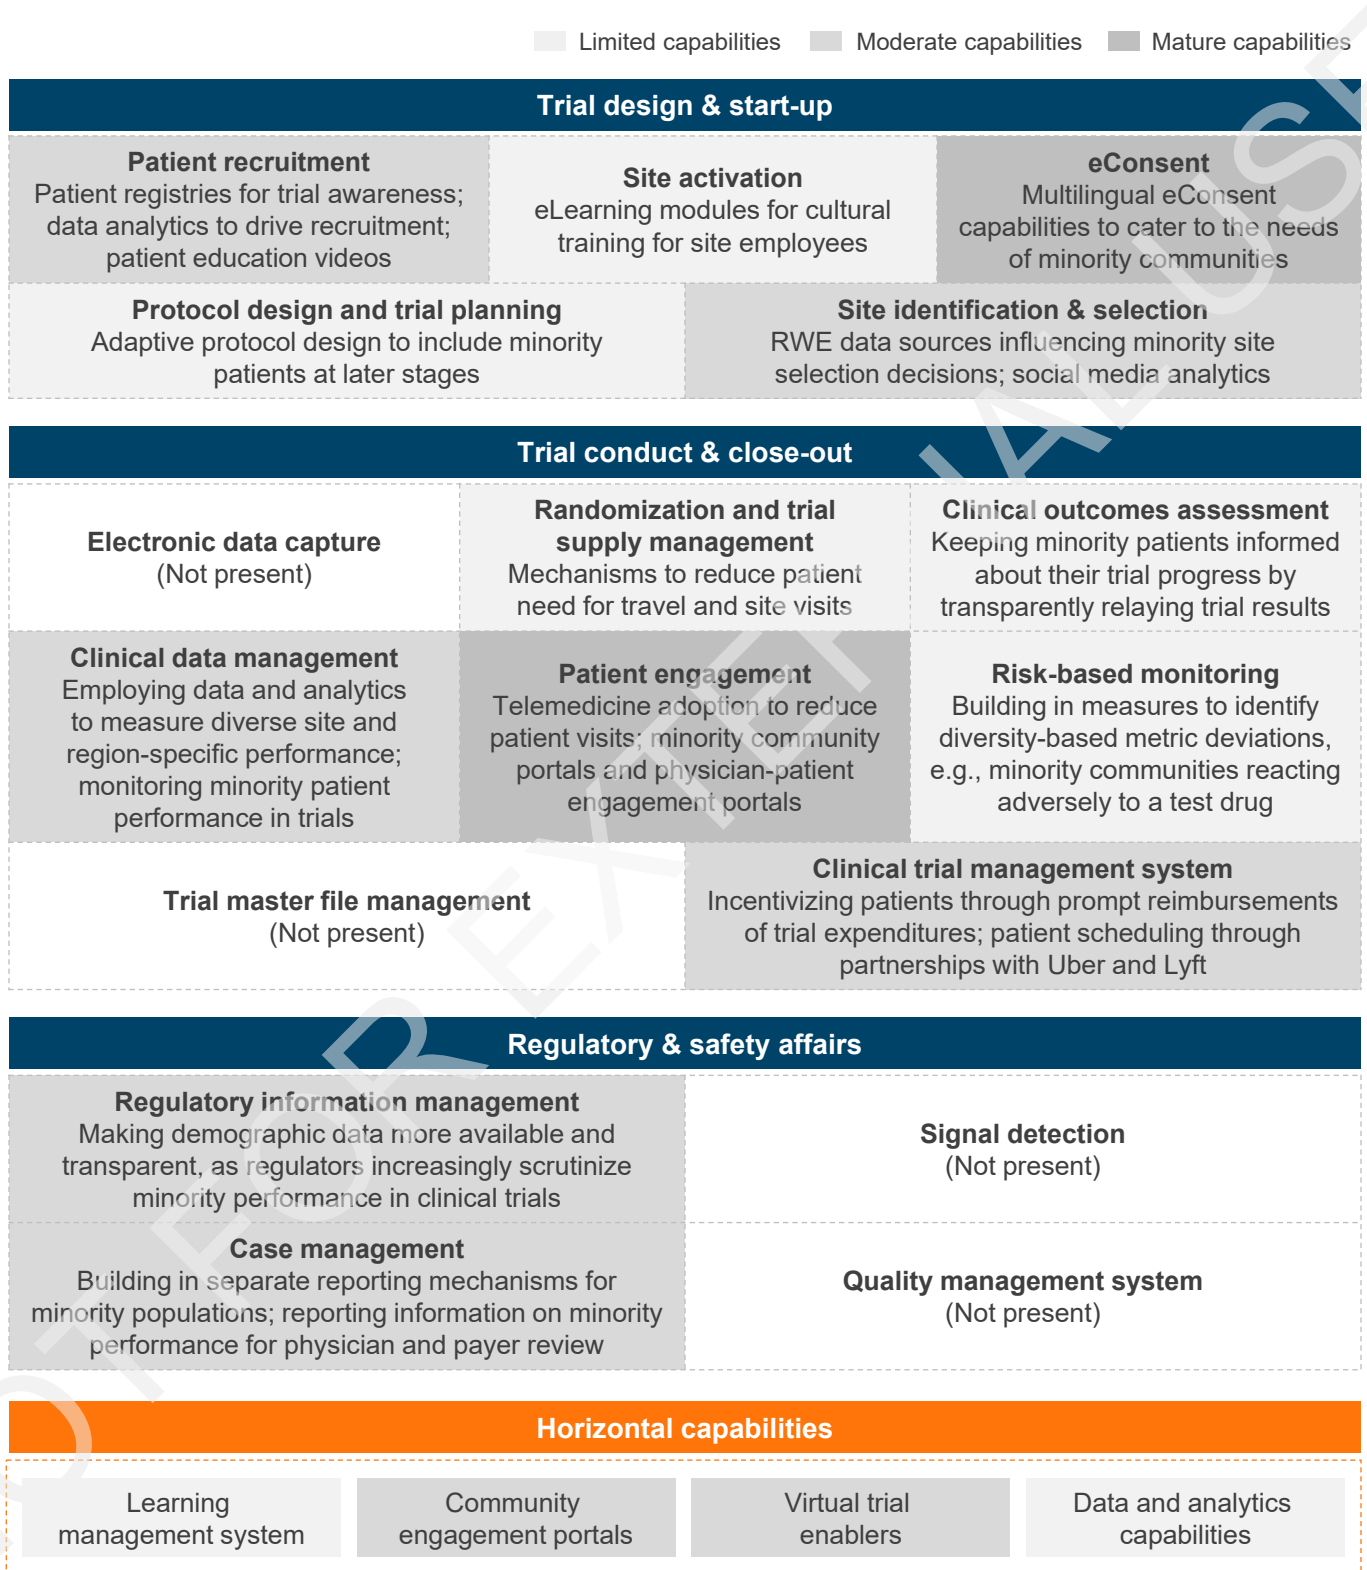 Limited capabilities
Moderate capabilities
Mature capabilities
Trial design & start-up
Patient recruitment
Patient registries for trial awareness;
data analytics to drive recruitment;
patient education videos
Site activation
eLearning modules for cultural
training for site employees
eConsent
Multilingual eConsent
capabilities to cater to the needs
of minority communities
Protocol design and trial planning
Adaptive protocol design to include minority
patients at later stages
Site identification & selection
RWE data sources influencing minority site
selection decisions; social media analytics
Trial conduct & close-out
Electronic data capture
(Not present)
Randomization and trial
supply management
Mechanisms to reduce patient
need for travel and site visits
Clinical outcomes assessment
Keeping minority patients informed
about their trial progress by
transparently relaying trial results
Clinical data management
Employing data and analytics
to measure diverse site and
region-specific performance;
monitoring minority patient
performance in trials
Patient engagement
Telemedicine adoption to reduce
patient visits; minority community
portals and physician-patient
engagement portals
Risk-based monitoring
Building in measures to identify
diversity-based metric deviations,
e.g., minority communities reacting
adversely to a test drug
Trial master file management
(Not present)
Clinical trial management system
Incentivizing patients through prompt reimbursements
of trial expenditures; patient scheduling through
partnerships with Uber and Lyft
Regulatory & safety affairs
Regulatory information management
Making demographic data more available and
transparent, as regulators increasingly scrutinize
minority performance in clinical trials
Signal detection
(Not present)
Case management
Building in separate reporting mechanisms for
minority populations; reporting information on minority
performance for physician and payer review
Quality management system
(Not present)
Horizontal capabilities
Learning
management system
Community
engagement portals
Virtual trial
enablers
Data and analytics
capabilities
NOT FOR EXTERNAL USE